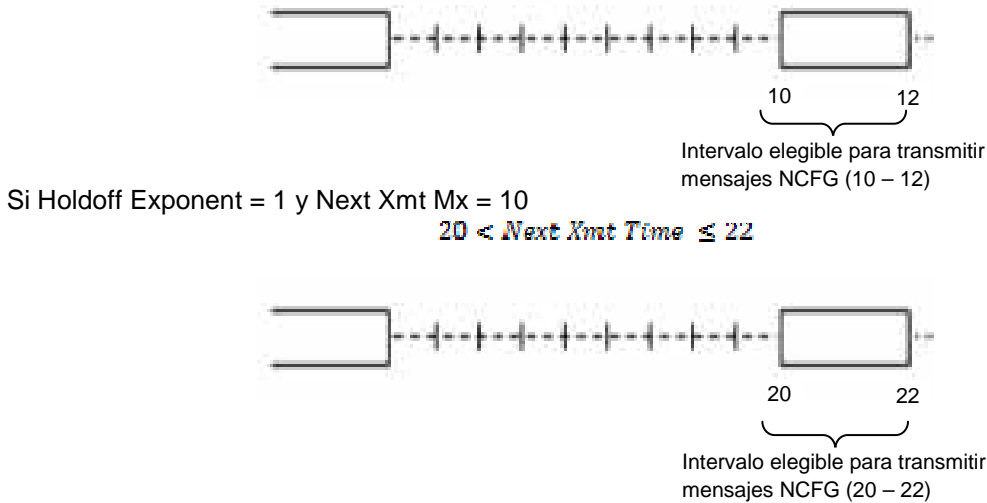 10 12
Intervalo elegible para transmitir
mensajes NCFG (10 – 12)
Si Holdoff Exponent = 1 y Next Xmt Mx = 10
20 < Next Xmt Time ≤ 22
20 22
Intervalo elegible para transmitir
mensajes NCFG (20 – 22)